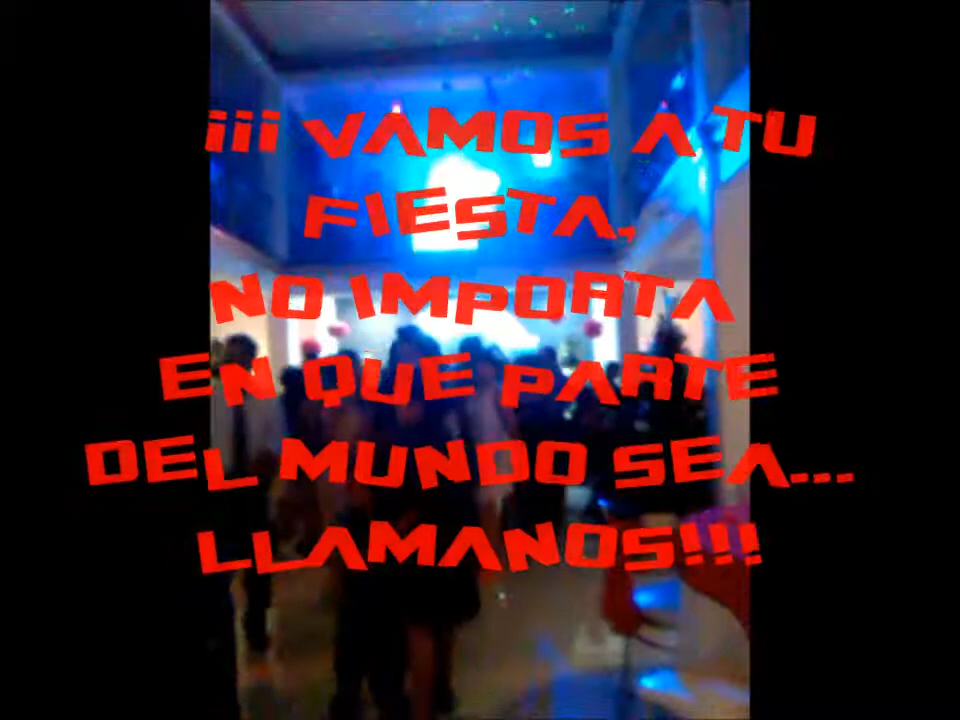 ¡¡¡ VAMOS A TU
FIESTA,
NO IMPORTA
EN QUE PARTE
DEL MUNDO SEA...
LLAMANOS!!!